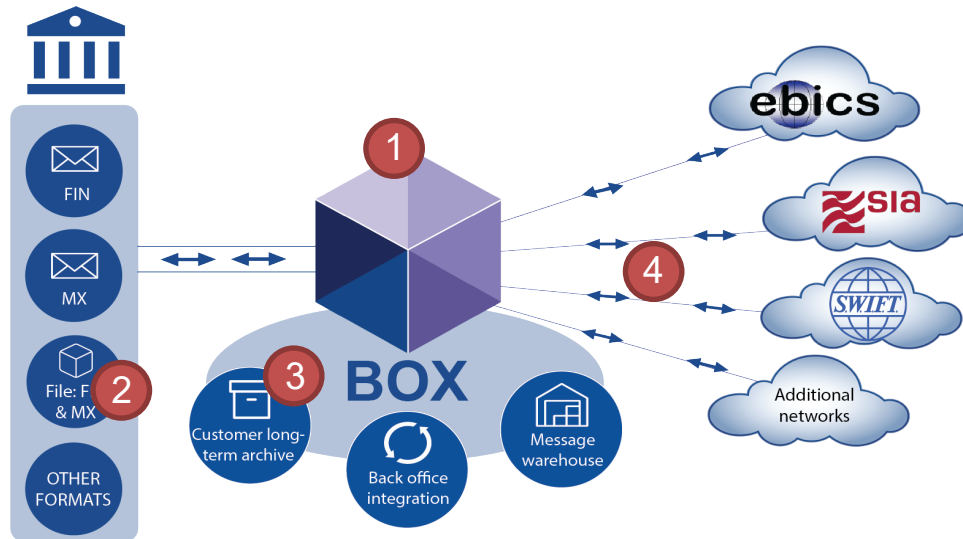 FIN
MX
File: F
& MX
OTHER
FORMATS
1
2
3
4
BOX
Customer long-
term archive
Back office
integration
Message
warehouse
ebics
sia
SWIFT
Additional
networks